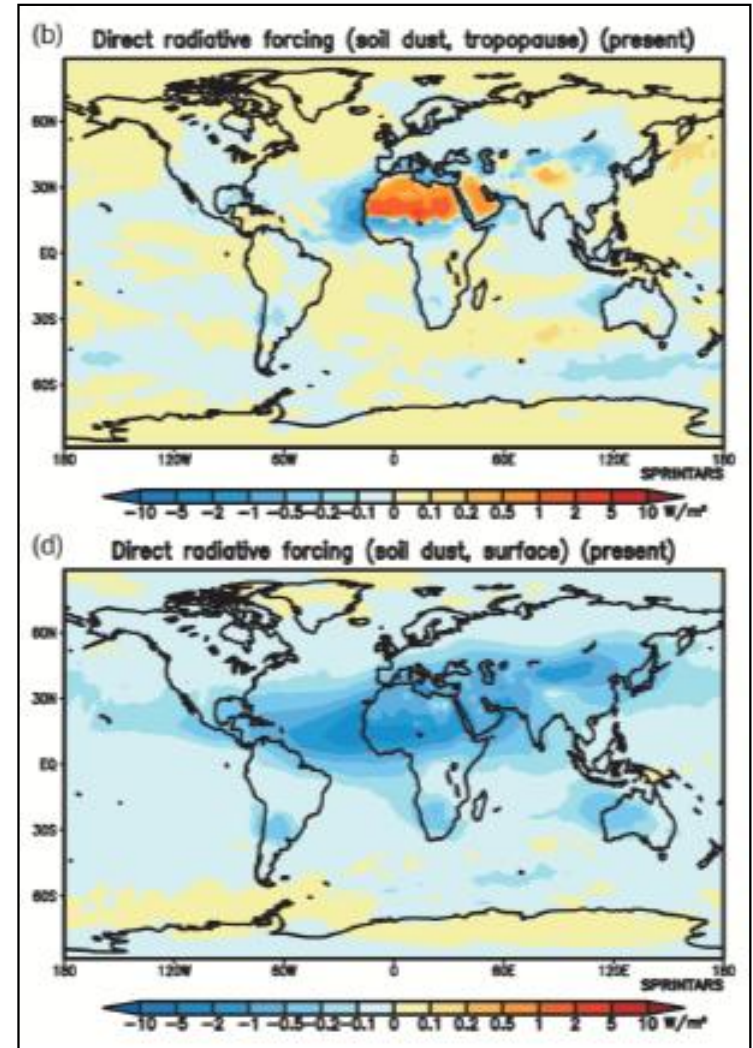 (b) Direct radiative forcing (soil dust, tropopause) (present)
60N
30N
EQ
30S
60S
180 120W 60W 0 60E 120E 180
SPRINTARS
-10 -5 -2 -1 -0.5 -0.2 -0.1 0 0.1 0.2 0.5 1 2 5 10 W/m²
(d) Direct radiative forcing (soil dust, surface) (present)
60N
30N
EQ
30S
60S
180 120W 60W 0 60E 120E 180
SPRINTARS
-10 -5 -2 -1 -0.5 -0.2 -0.1 0 0.1 0.2 0.5 1 2 5 10 W/m²